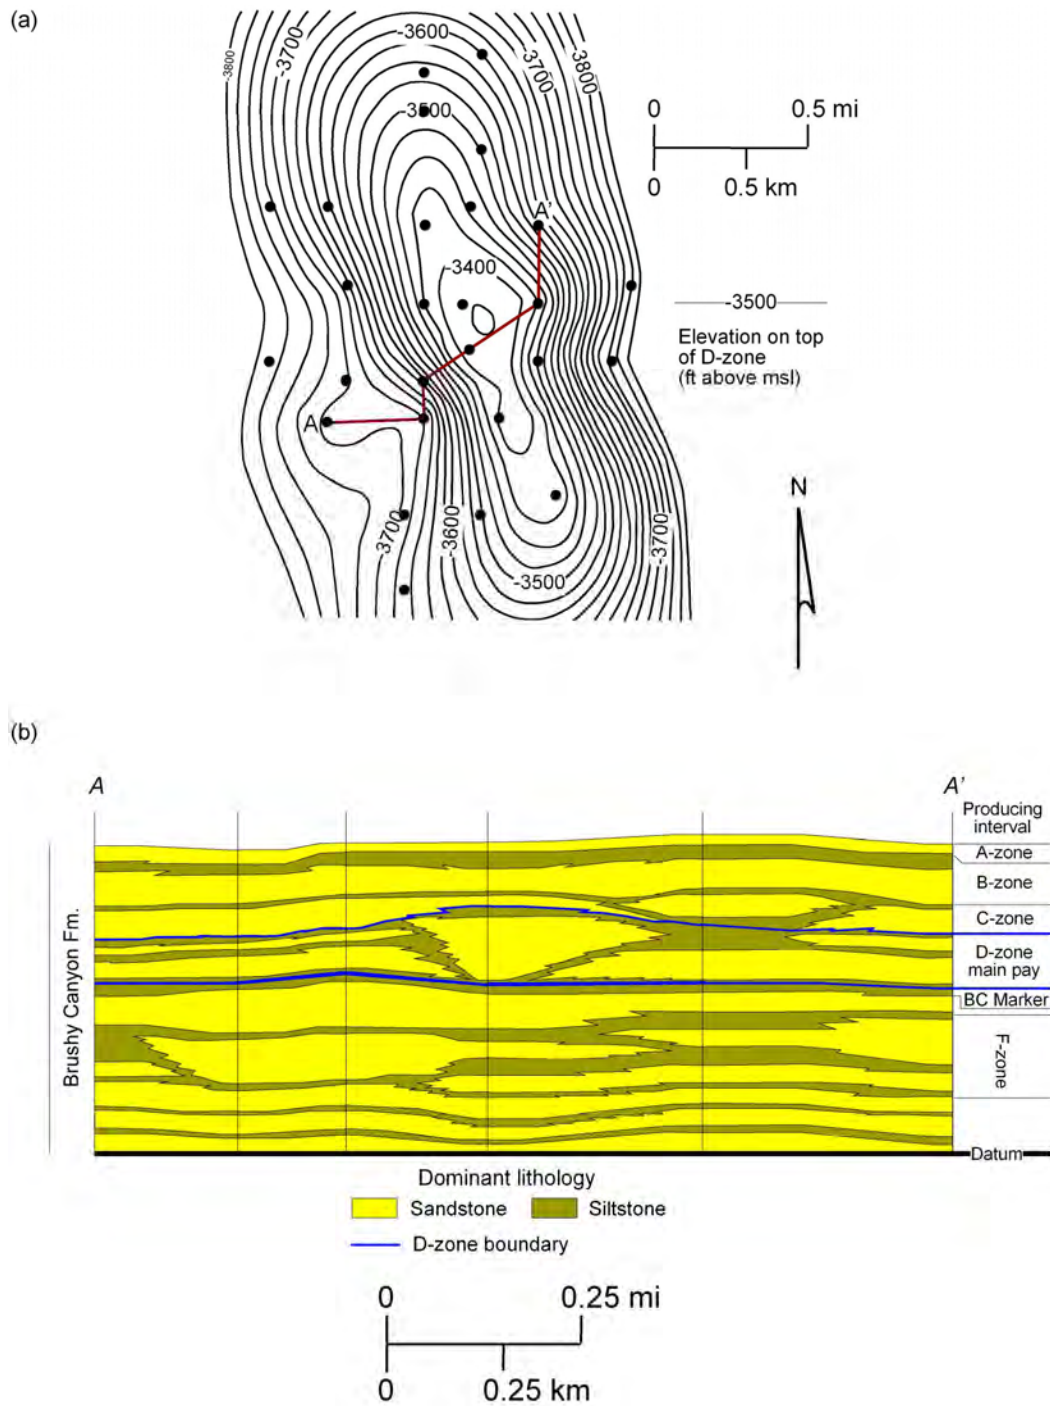 (a)
-3600
-3700
-3700
-3800
-3800
-3500
0 0.5 mi
0 0.5 km
A'
-3400
-3500
Elevation on top
of D-zone
(ft above msl)
A
N
-3700
-3600
-3700
-3500
(b)
A A'
Producing
interval
A-zone
B-zone
C-zone
D-zone
main pay
BC Marker
F-zone
Datum
Brushy Canyon Fm.
Dominant lithology
Sandstone Siltstone
D-zone boundary
0 0.25 mi
0 0.25 km